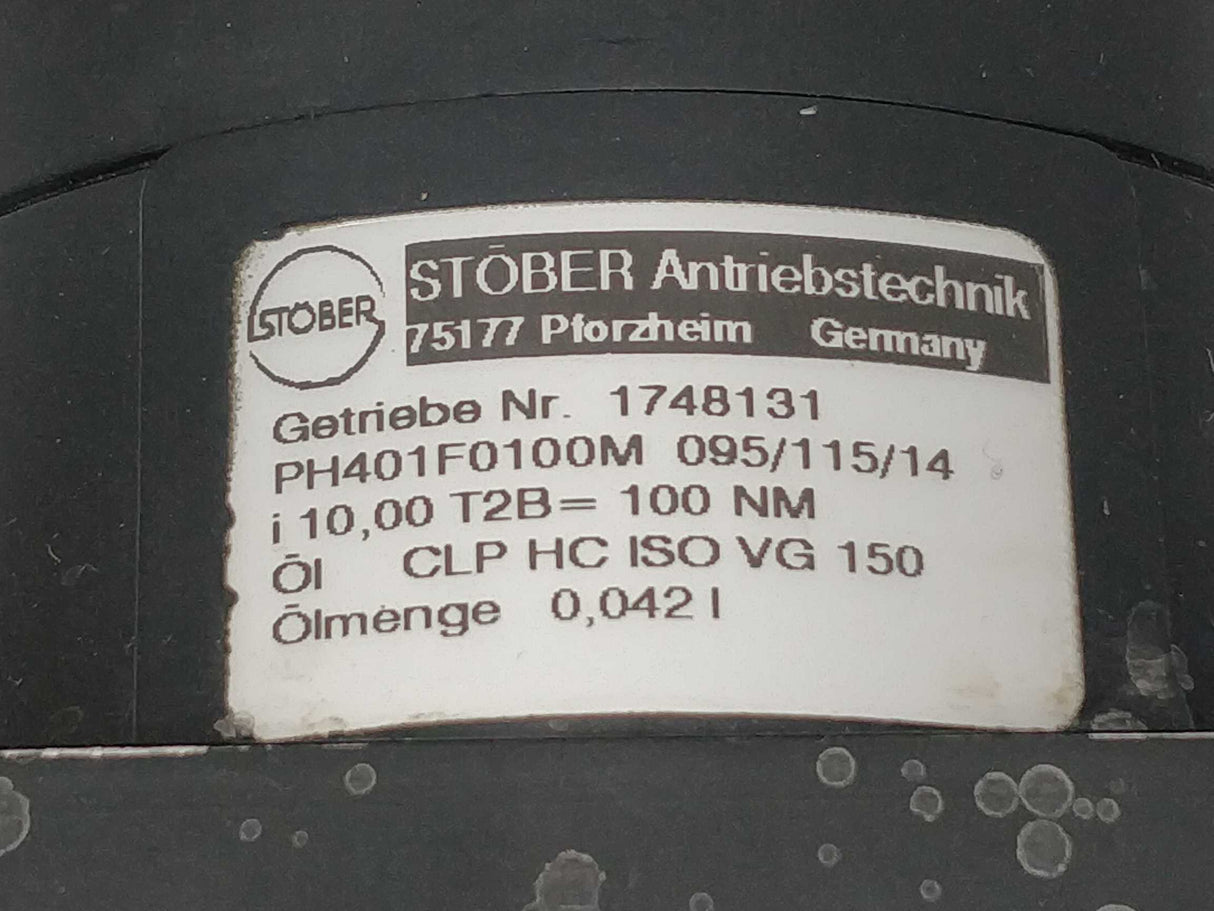 STÖBER
STÖBER Antriebstechnik
75177 Pforzheim Germany
Getriebe Nr. 1748131
PH401F0100M 095/115/14
i 10,00 T2B= 100 NM
Öl CLP HC ISO VG 150
Ölmenge 0,042 l